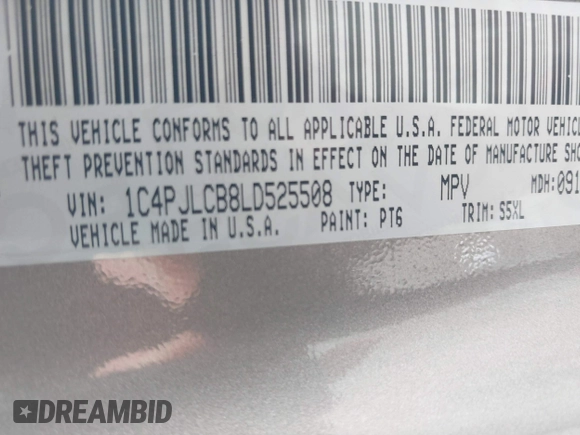 THIS VEHICLE CONFORMS TO ALL APPLICABLE U.S.A. FEDERAL MOTOR VEHIC
THEFT PREVENTION STANDARDS IN EFFECT ON THE DATE OF MANUFACTURE SHO
VIN: 1C4PJLCB8LD525508 TYPE: MPV MDH: 091
VEHICLE MADE IN U.S.A. PAINT: PT6 TRIM: S5XL
DREAMBID